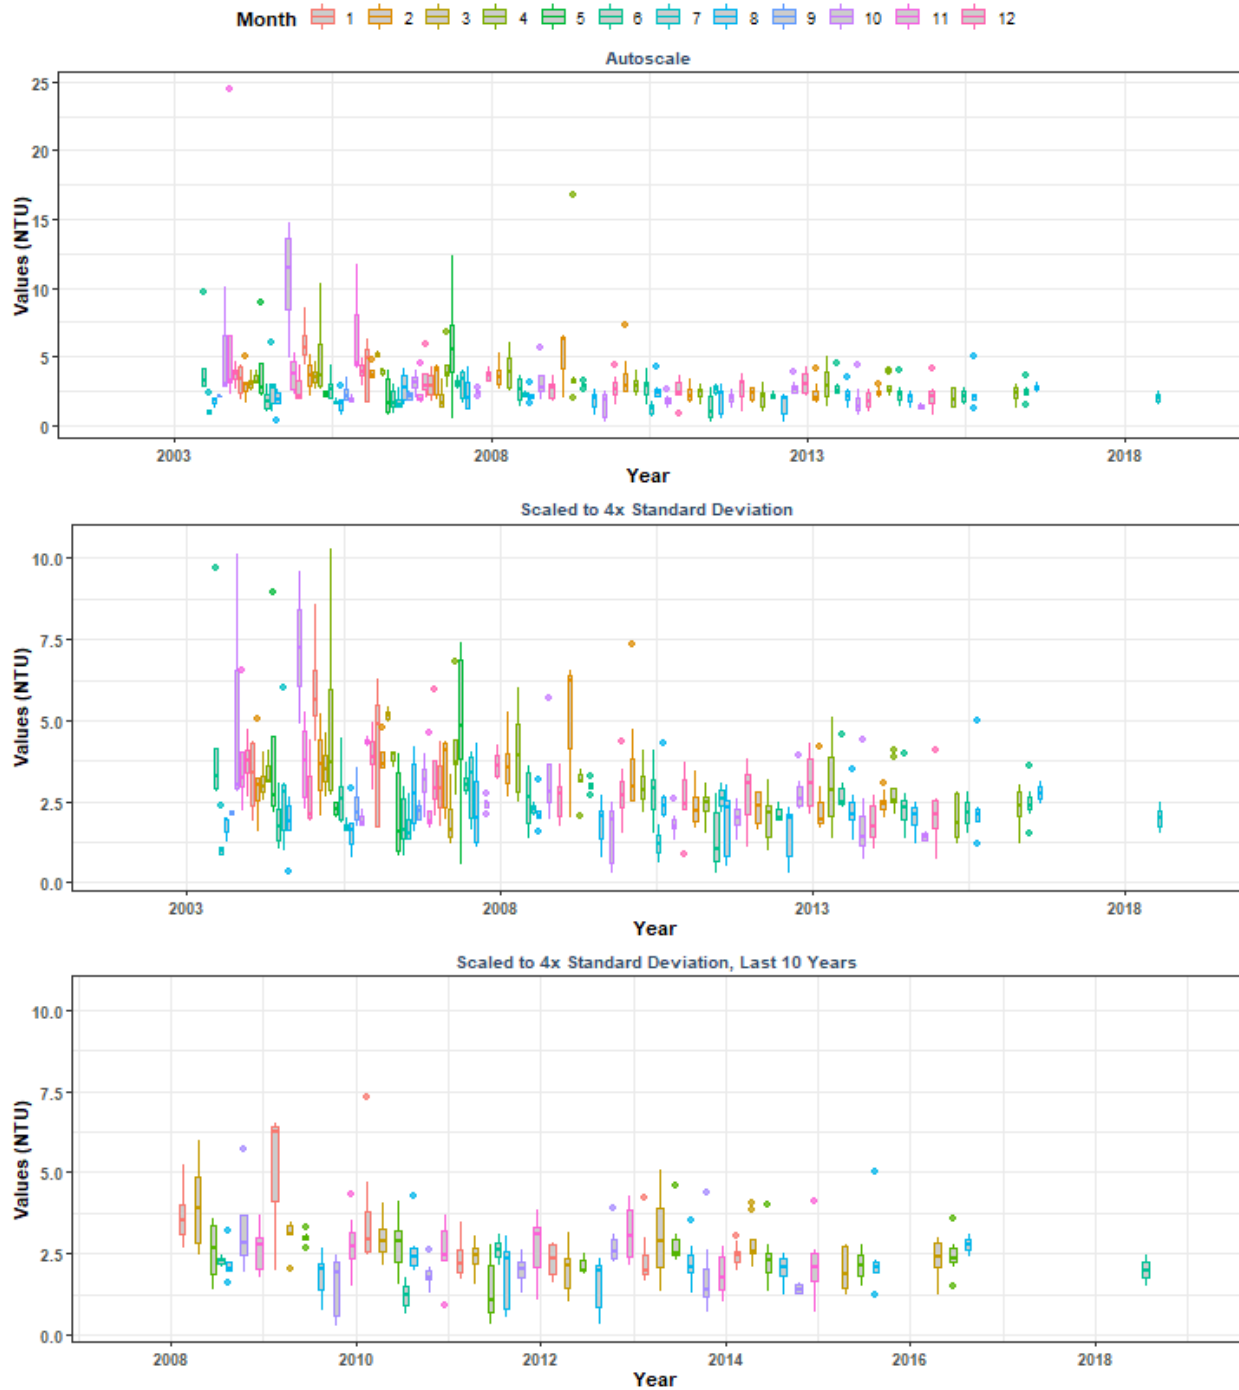 Month 1 2 3 4 5 6 7 8 9 10 11 12
Autoscale
Values (NTU)
25
20
15
10
5
0
2003 2008 2013 2018
Year
Scaled to 4x Standard Deviation
Values (NTU)
10.0
7.5
5.0
2.5
0.0
2003 2008 2013 2018
Year
Scaled to 4x Standard Deviation, Last 10 Years
Values (NTU)
10.0
7.5
5.0
2.5
0.0
2008 2010 2012 2014 2016 2018
Year